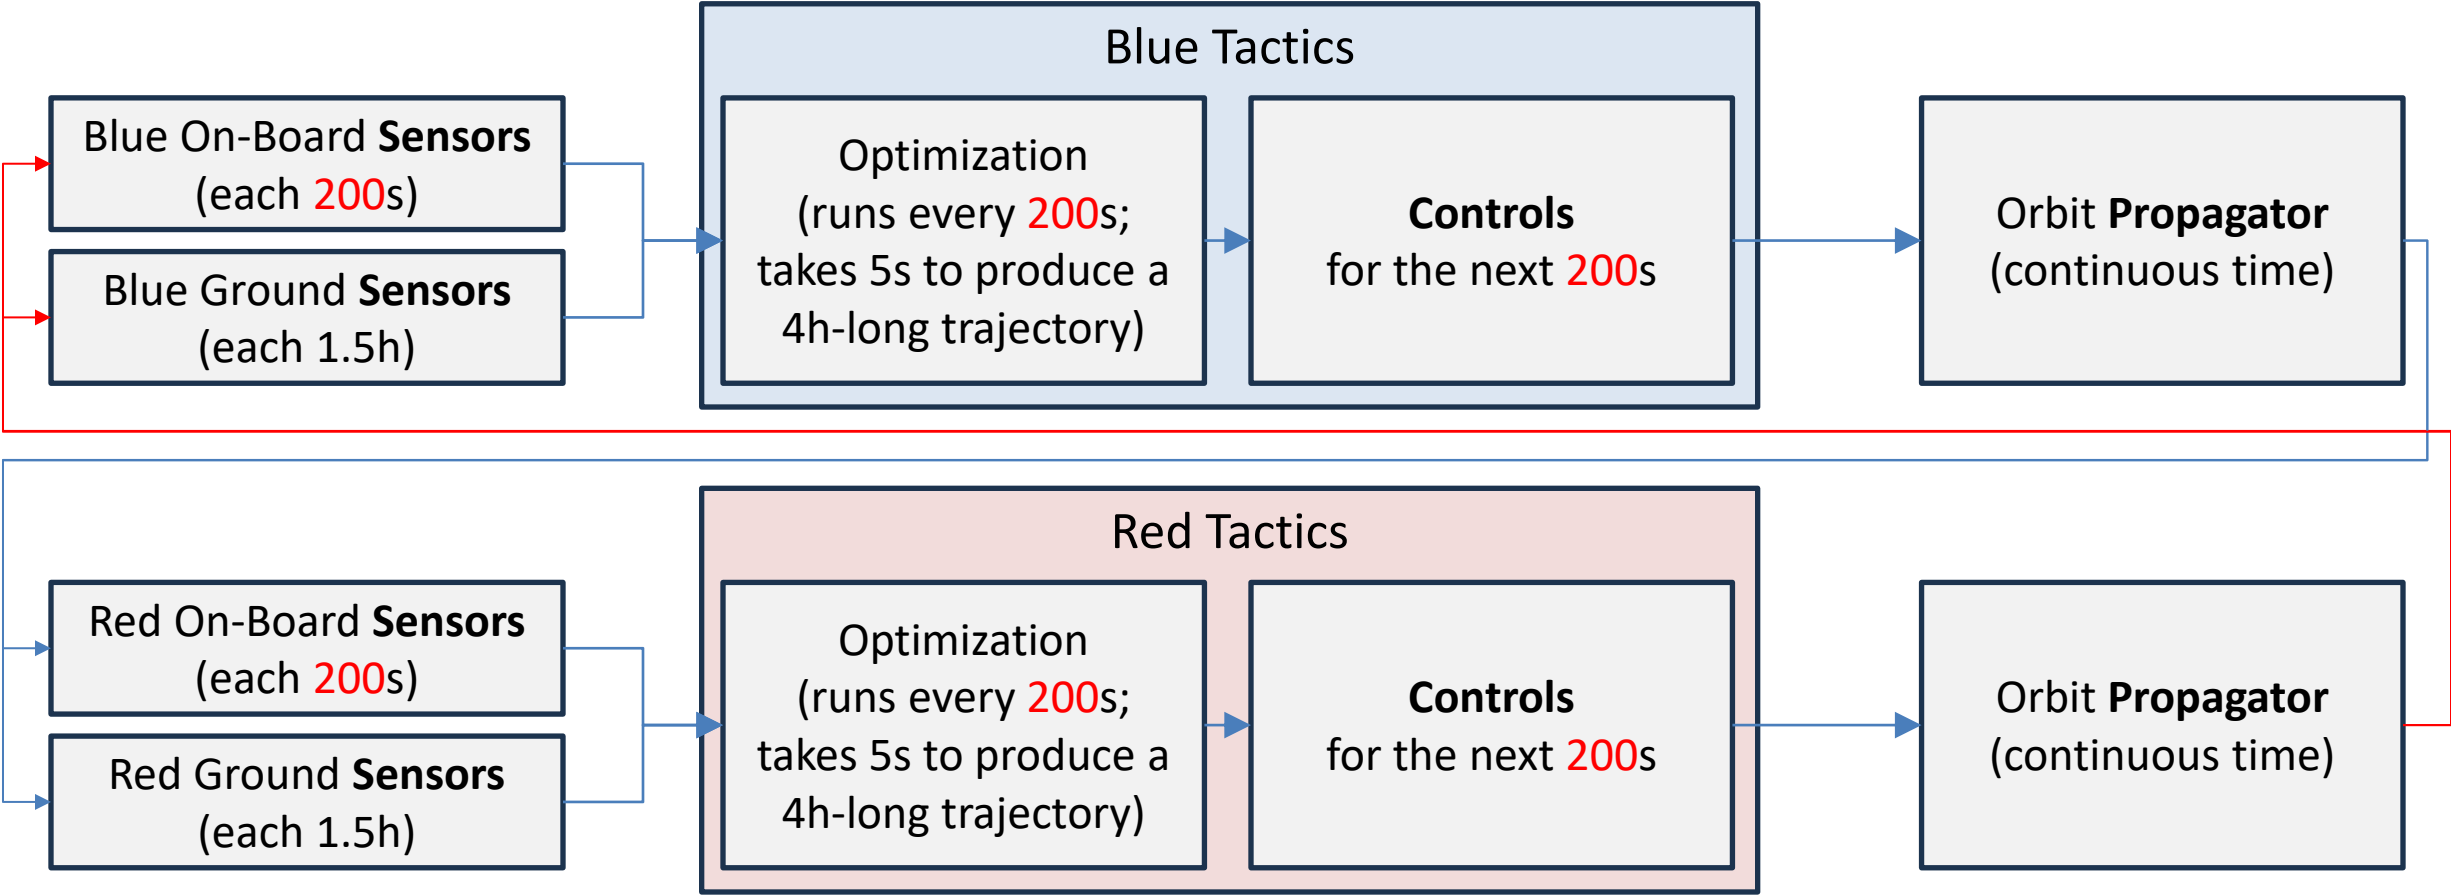 Blue Tactics
Blue On-Board Sensors
(each 200s)
Blue Ground Sensors
(each 1.5h)
Optimization
(runs every 200s;
takes 5s to produce a
4h-long trajectory)
Controls
for the next 200s
Orbit Propagator
(continuous time)
Red Tactics
Red On-Board Sensors
(each 200s)
Red Ground Sensors
(each 1.5h)
Optimization
(runs every 200s;
takes 5s to produce a
4h-long trajectory)
Controls
for the next 200s
Orbit Propagator
(continuous time)